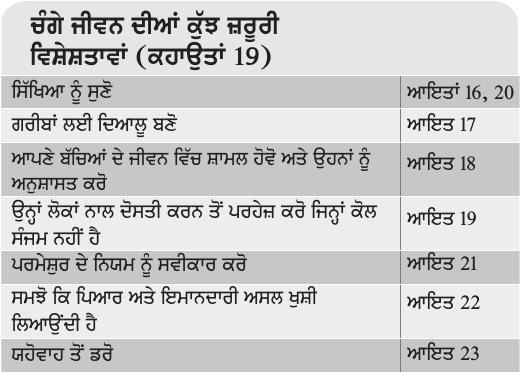 ਚੰਗੇ ਜੀਵਨ ਦੀਆਂ ਕੁੱਝ ਜ਼ਰੂਰੀ
ਵਿਸ਼ੇਸ਼ਤਾਵਾਂ (ਕਹਾਉਤਾਂ 19)
ਸਿੱਖਿਆ ਨੂੰ ਸੁਣੋ ਆਇਤਾਂ 16, 20
ਗਰੀਬਾਂ ਲਈ ਦਿਆਲੂ ਬਣੋ ਆਇਤ 17
ਆਪਣੇ ਬੱਚਿਆਂ ਦੇ ਜੀਵਨ ਵਿੱਚ ਸ਼ਾਮਲ ਹੋਵੋ ਅਤੇ ਉਹਨਾਂ ਨੂੰ ਆਇਤ 18
ਅਨੁਸ਼ਾਸਤ ਕਰੋ
ਉਨ੍ਹਾਂ ਲੋਕਾਂ ਨਾਲ ਦੋਸਤੀ ਕਰਨ ਤੋਂ ਪਰਹੇਜ਼ ਕਰੋ ਜਿਨ੍ਹਾਂ ਕੋਲ ਆਇਤ 19
ਸੰਜਮ ਨਹੀਂ ਹੈ
ਪਰਮੇਸ਼ੁਰ ਦੇ ਨਿਯਮ ਨੂੰ ਸਵੀਕਾਰ ਕਰੋ ਆਇਤ 21
ਸਮਝੋ ਕਿ ਪਿਆਰ ਅਤੇ ਇਮਾਨਦਾਰੀ ਅਸਲ ਖੁਸ਼ੀ ਆਇਤ 22
ਲਿਆਉਂਦੀ ਹੈ
ਯਹੋਵਾਹ ਤੋਂ ਡਰੋ ਆਇਤ 23